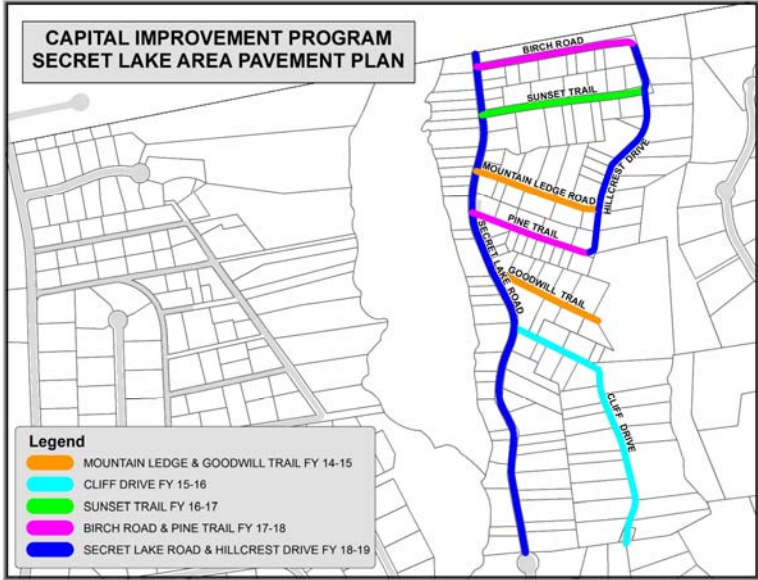 CAPITAL IMPROVEMENT PROGRAM
SECRET LAKE AREA PAVEMENT PLAN
BIRCH ROAD
SUNSET TRAIL
MOUNTAIN LEDGE ROAD
HILLCREST DRIVE
PINE TRAIL
SECRET LAKE ROAD
GOODWILL TRAIL
CLIFF DRIVE
Legend
MOUNTAIN LEDGE & GOODWILL TRAIL FY 14-15
CLIFF DRIVE FY 15-16
SUNSET TRAIL FY 16-17
BIRCH ROAD & PINE TRAIL FY 17-18
SECRET LAKE ROAD & HILLCREST DRIVE FY 18-19